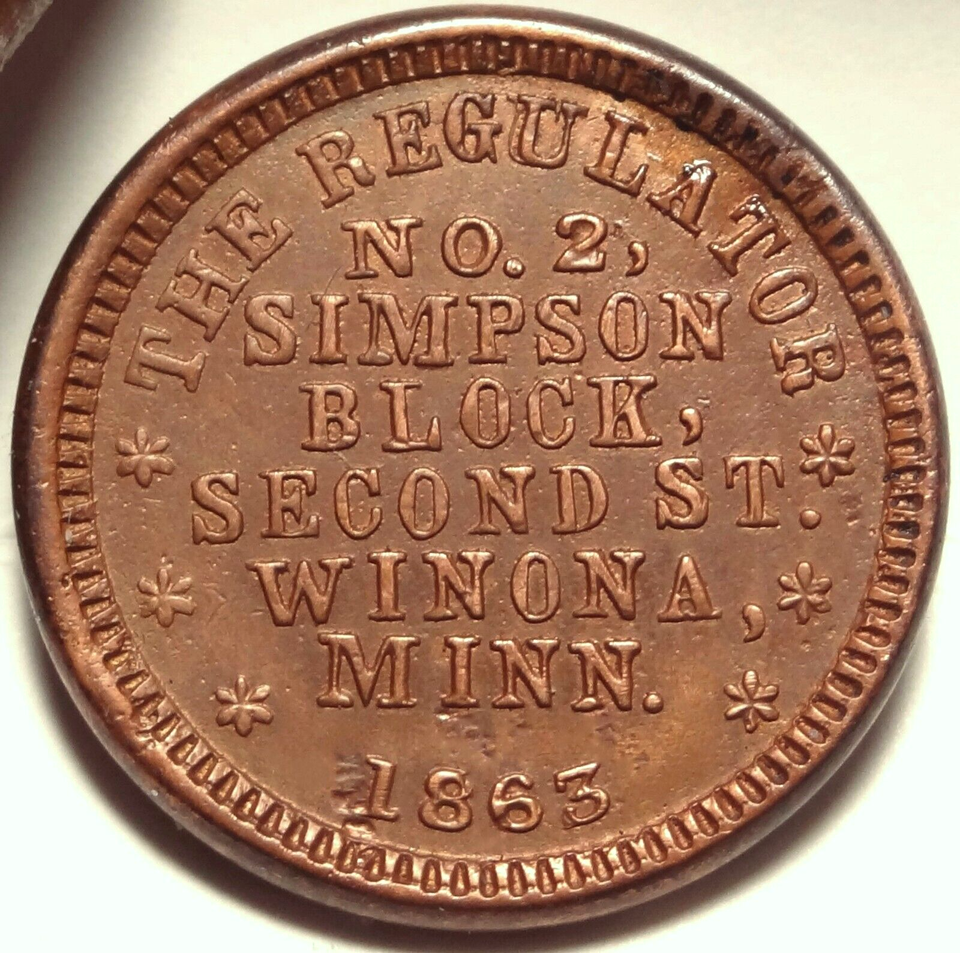 THE REGULATOR
NO. 2,
SIMPSON
BLOCK,
SECOND ST.
WINONA,
MINN.
1863